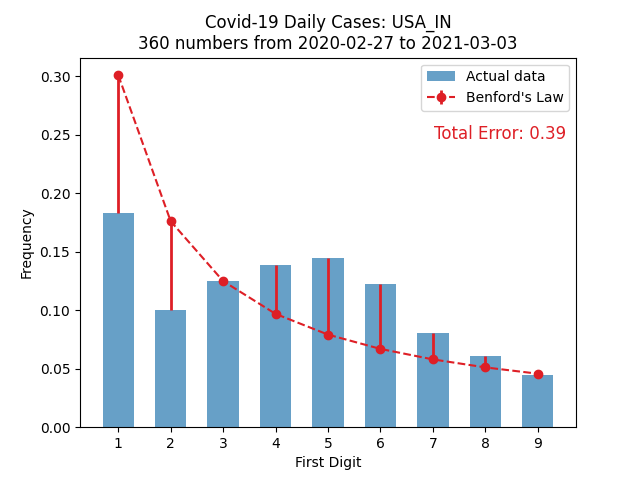 Covid-19 Daily Cases: USA_IN
360 numbers from 2020-02-27 to 2021-03-03
Actual data
Benford's Law
Total Error: 0.39
Frequency
0.30
0.25
0.20
0.15
0.10
0.05
0.00
1 2 3 4 5 6 7 8 9
First Digit